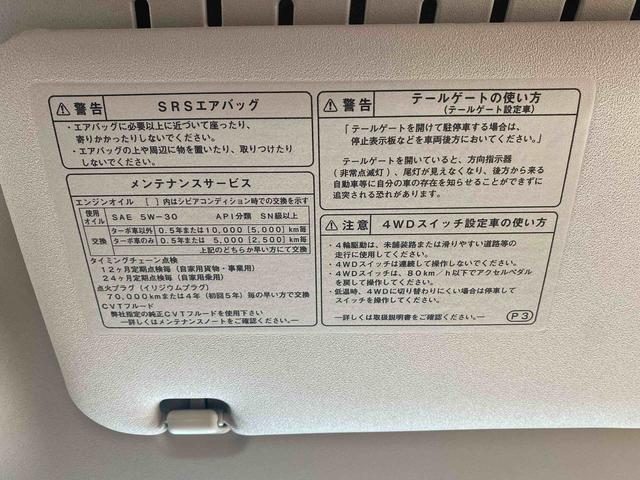 ⚠警告 SRSエアバッグ
・エアバッグに必要以上に近づいて座ったり、
寄りかかったりしないでください。
・エアバッグの上や周辺に物を置いたり、取りつけたり
しないでください。
メンテナンスサービス
エンジンオイル [ ]内はシビアコンディション時での交換を示す
使用オイル SAE 5W-30 API分類 SN級以上
交換 ターボ車以外 0.5年または10,000[5,000]km毎
ターボ車のみ 0.5年または 5,000[2,500]km毎
上記のどちらか早い方にて交換
タイミングチェーン点検
12ヶ月定期点検毎(自家用貨物・事業用)
24ヶ月定期点検毎(自家用乗用)
点火プラグ(イリジウムプラグ)
70,000kmまたは4年(初回5年)毎の早い方で交換
CVTフルード
弊社指定の純正CVTフルードを使用下さい
―詳しくはメンテナンスノートをご確認ください。―
⚠警告 テールゲートの使い方
(テールゲート設定車)
「テールゲートを開けて駐停車する場合は、
停止表示板などを車両後方においてください。」
テールゲートを開いていると、方向指示器
(非常点滅灯)、尾灯が見えなくなり、後方から来る
自動車等に自分の車の存在を知らせることができずに
追突される恐れがあります。
⚠注意 4WDスイッチ設定車の使い方
・4輪駆動は、未舗装路または滑りやすい道路等の
走行に使用してください。
・4WDスイッチは連続して操作しないでください。
・4WDスイッチは、80km/h以下でアクセルペダル
を戻して操作してください。
・低温時、4WDに切り替わりにくい場合は停車して
スイッチを操作してください。
―詳しくは取扱説明書をご確認ください。― P3